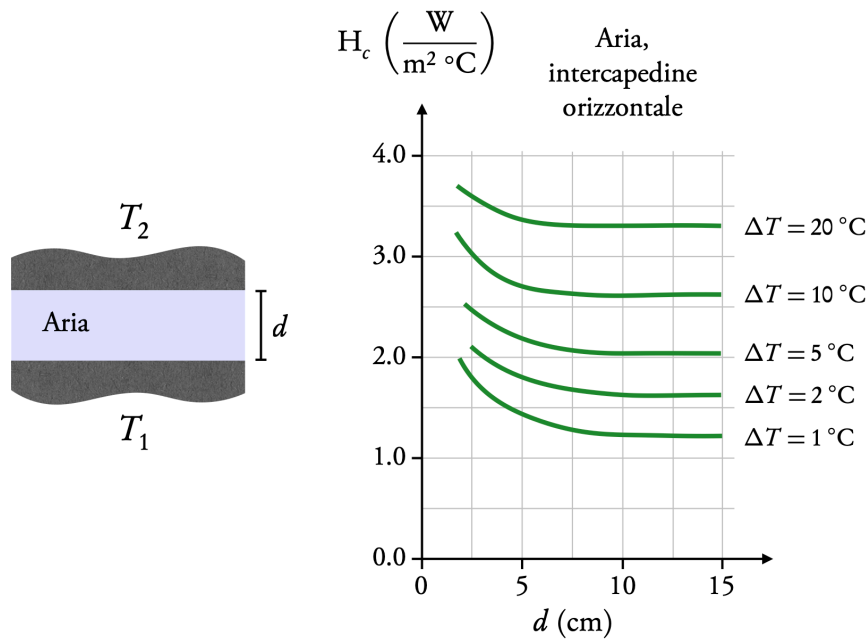 T₂
Aria
d
T₁
H_c (W / m² °C)
Aria,
intercapedine
orizzontale
4.0
3.0
2.0
1.0
0.0
0
5
10
15
d (cm)
ΔT = 20 °C
ΔT = 10 °C
ΔT = 5 °C
ΔT = 2 °C
ΔT = 1 °C